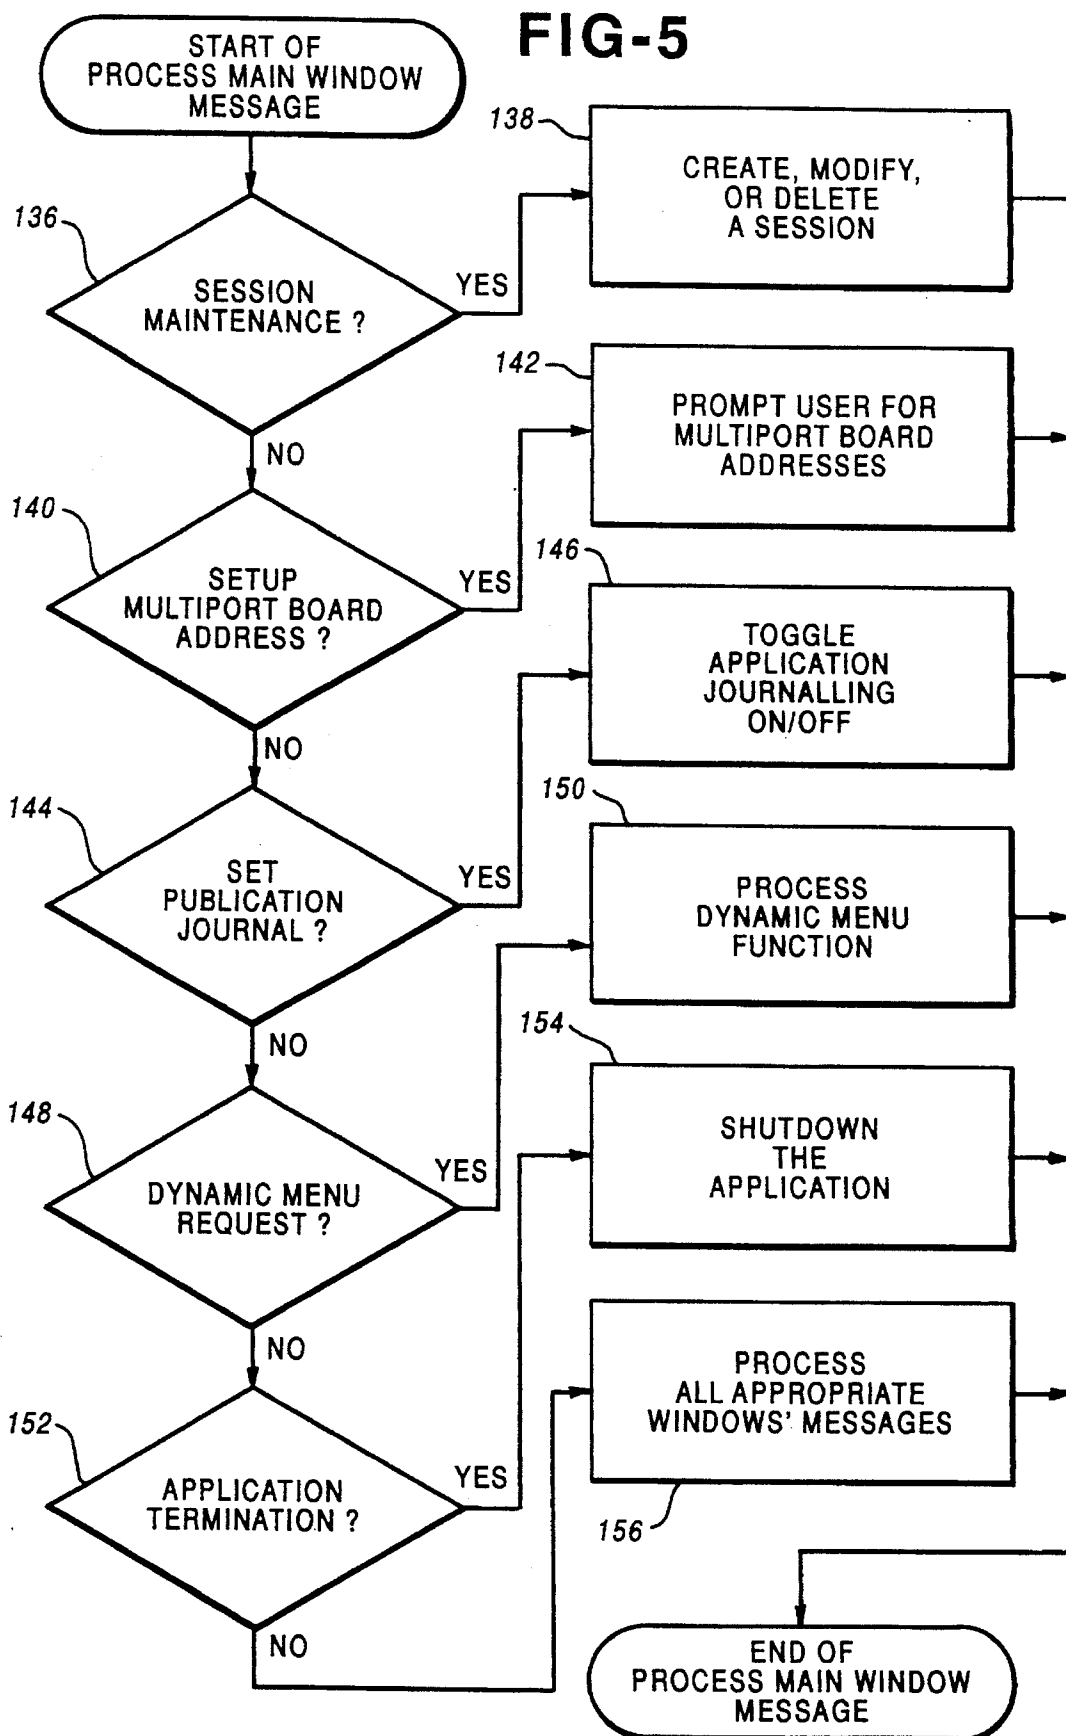 FIG-5
START OF
PROCESS MAIN WINDOW
MESSAGE
136
SESSION
MAINTENANCE ?
YES
NO
138
CREATE, MODIFY,
OR DELETE
A SESSION
140
SETUP
MULTIPORT BOARD
ADDRESS ?
YES
NO
142
PROMPT USER FOR
MULTIPORT BOARD
ADDRESSES
144
SET
PUBLICATION
JOURNAL ?
YES
NO
146
TOGGLE
APPLICATION
JOURNALLING
ON/OFF
148
DYNAMIC MENU
REQUEST ?
YES
NO
150
PROCESS
DYNAMIC MENU
FUNCTION
152
APPLICATION
TERMINATION ?
YES
NO
154
SHUTDOWN
THE
APPLICATION
PROCESS
ALL APPROPRIATE
WINDOWS' MESSAGES
156
END OF
PROCESS MAIN WINDOW
MESSAGE